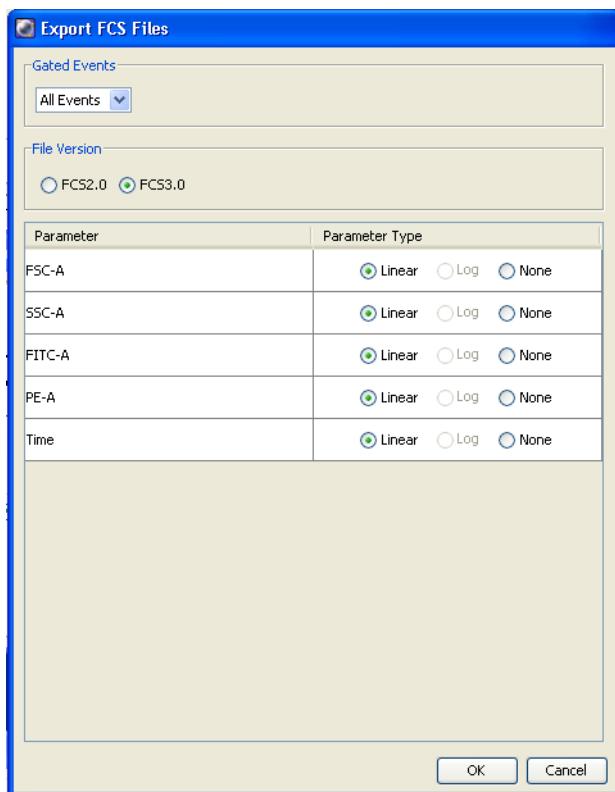 Export FCS Files
Gated Events
All Events
File Version
FCS2.0 FCS3.0
Parameter Parameter Type
FSC-A Linear Log None
SSC-A Linear Log None
FITC-A Linear Log None
PE-A Linear Log None
Time Linear Log None
OK Cancel